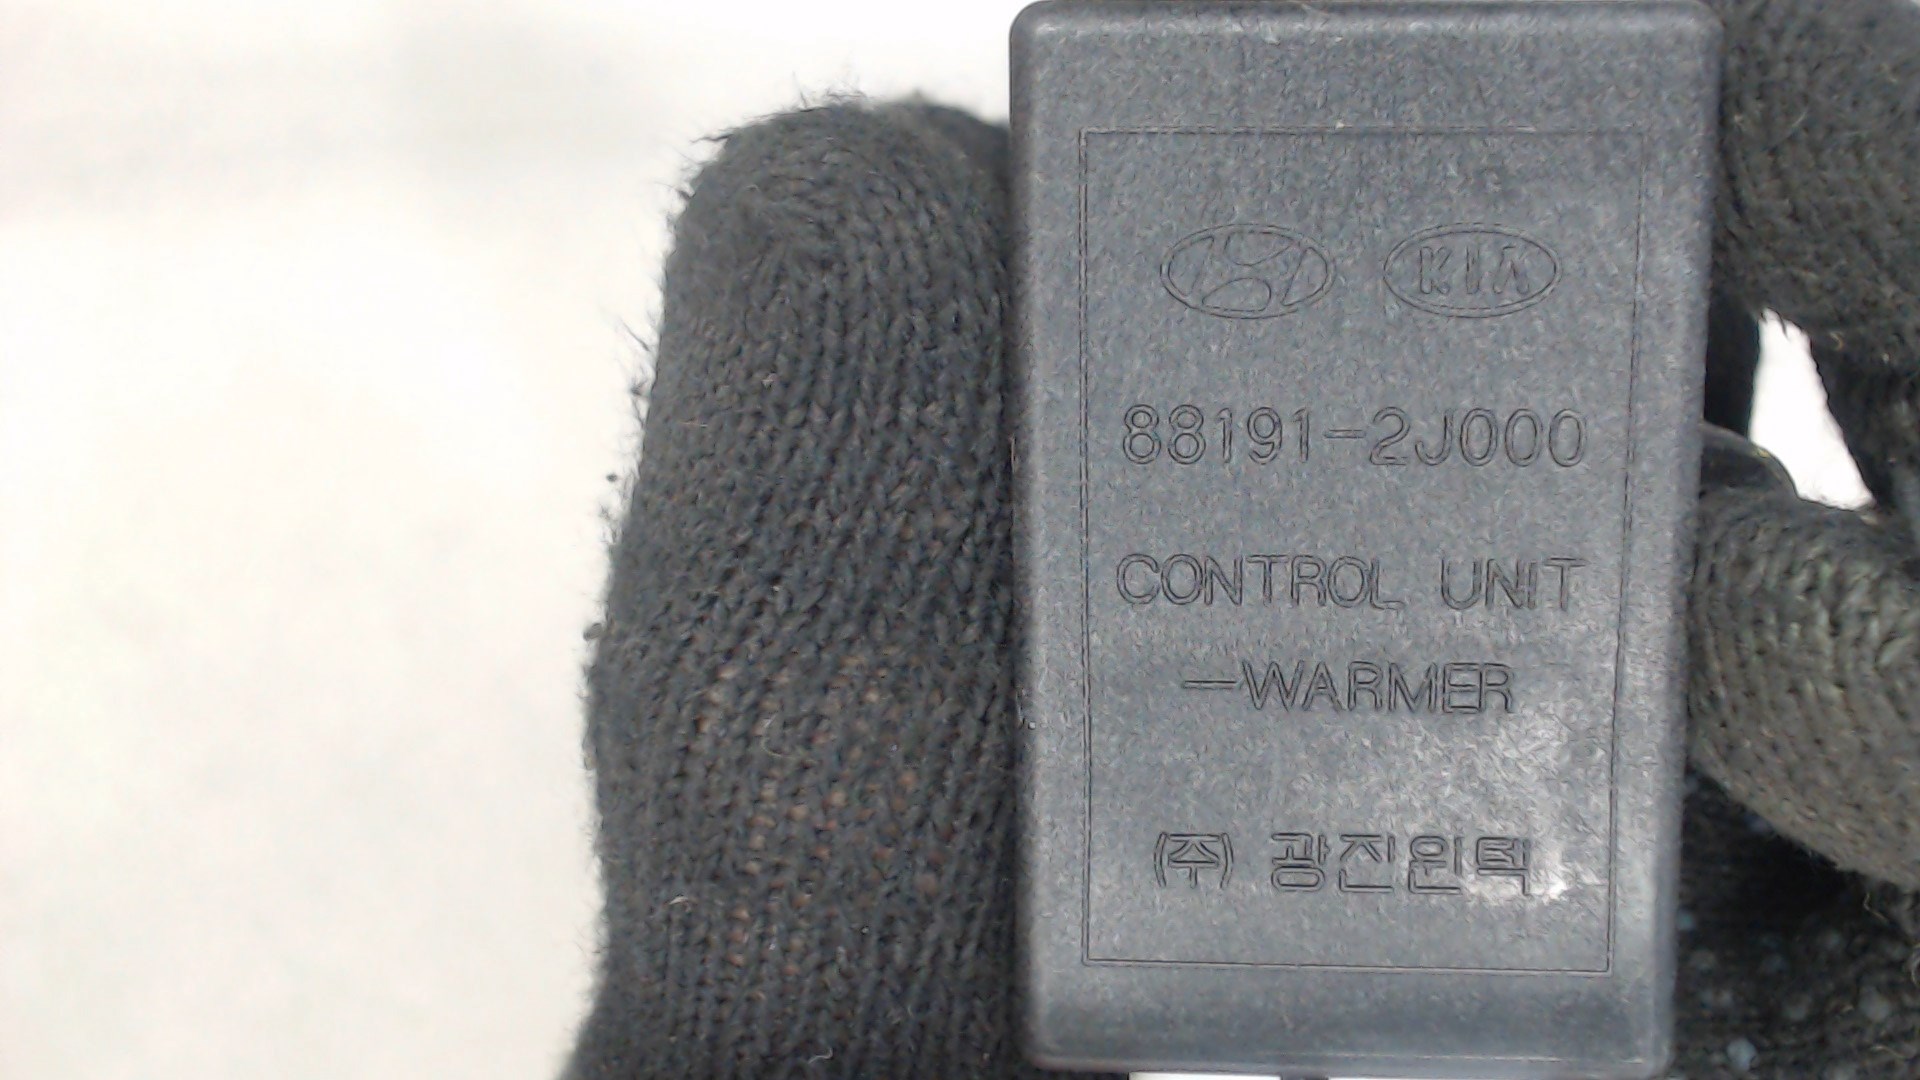 KIA
88191-2J000
CONTROL UNIT
-WARMER
(주) 광진윈텍